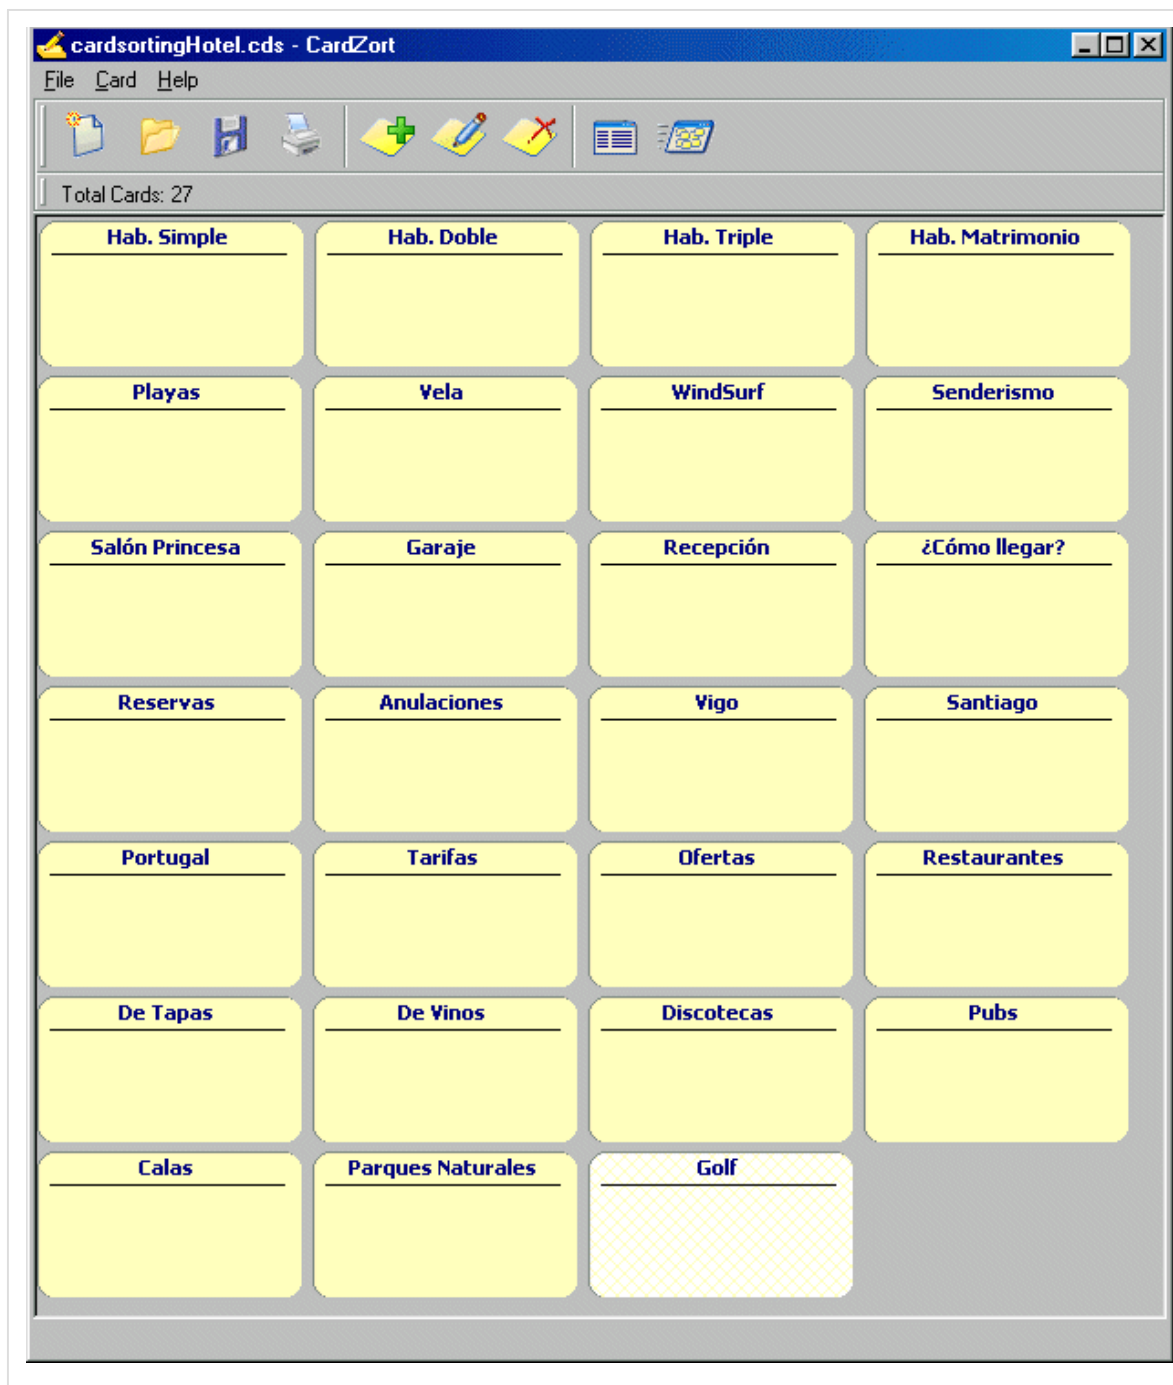 cardsortingHotel.cds - CardZort
File Card Help
Total Cards: 27
Hab. Simple Hab. Doble Hab. Triple Hab. Matrimonio
Playas Vela WindSurf Senderismo
Salón Princesa Garaje Recepción ¿Cómo llegar?
Reservas Anulaciones Vigo Santiago
Portugal Tarifas Ofertas Restaurantes
De Tapas De Vinos Discotecas Pubs
Calas Parques Naturales Golf